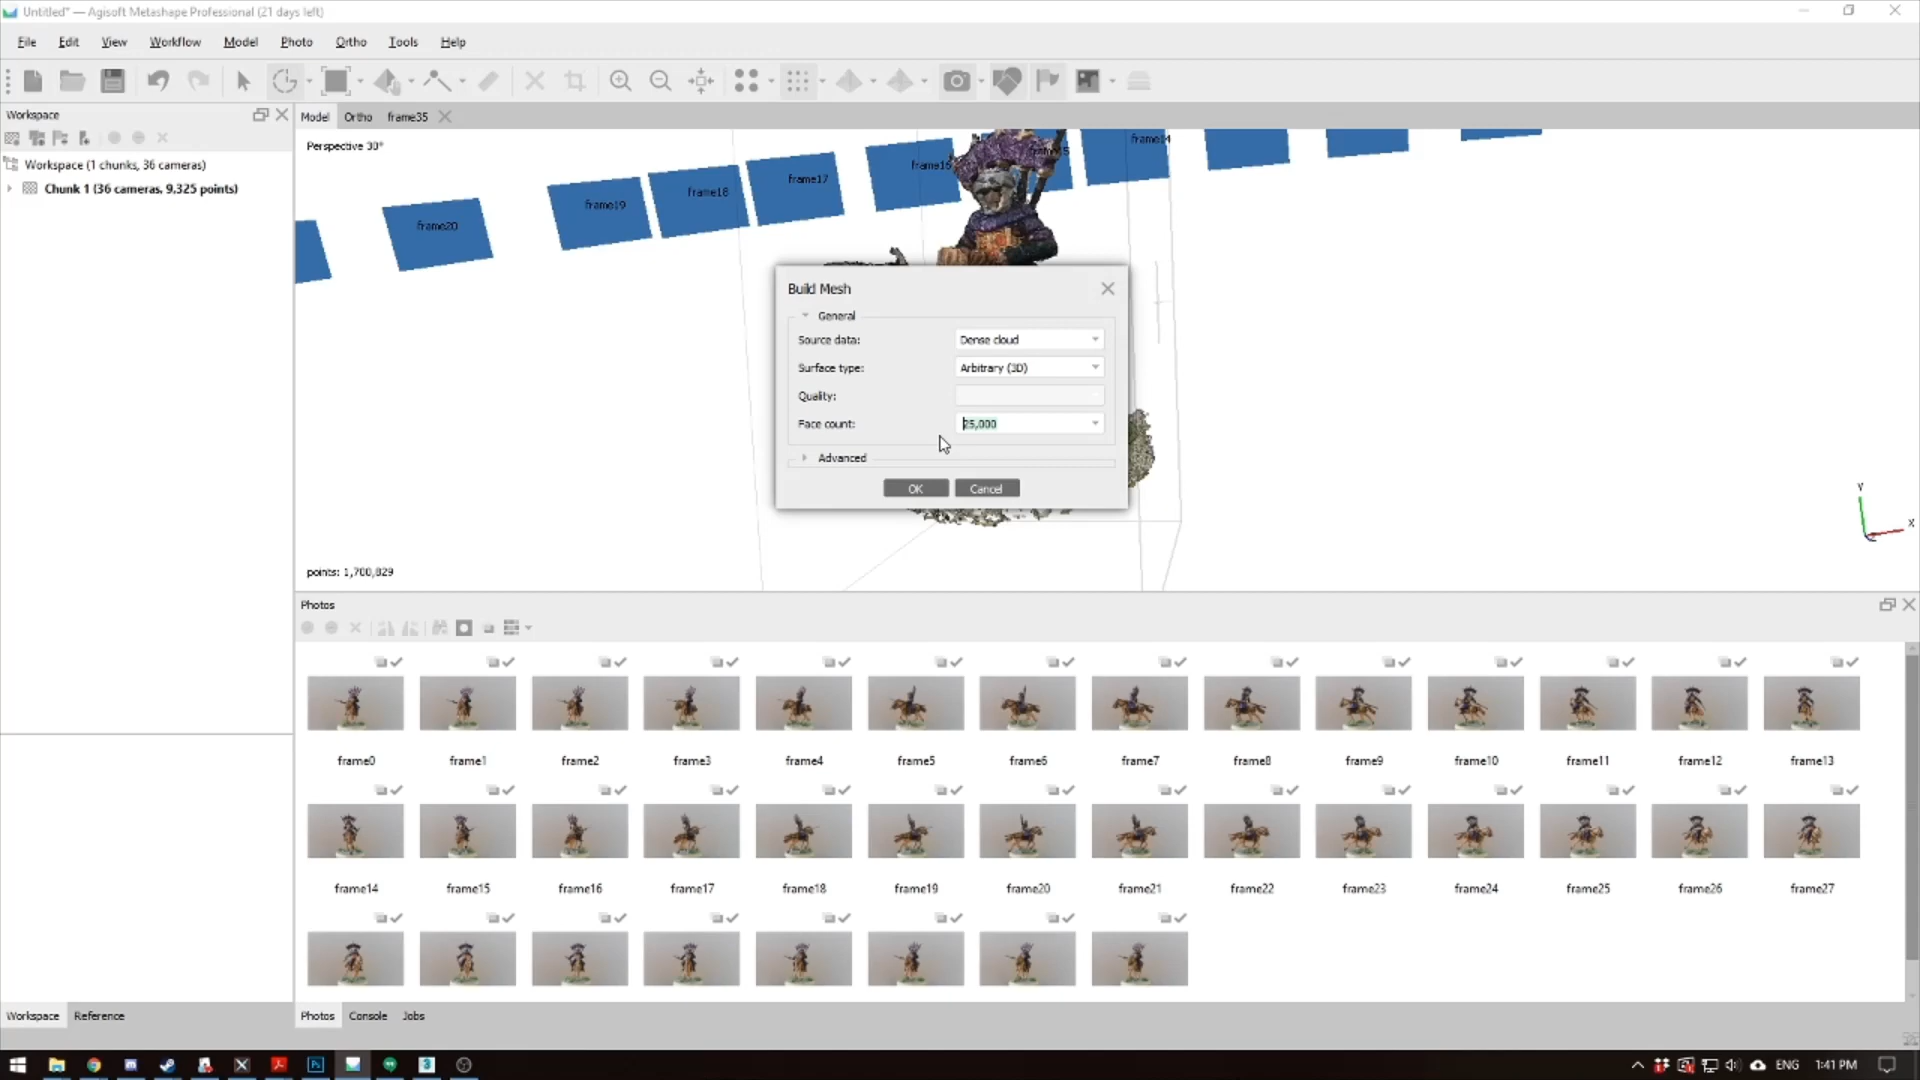 Untitled* — Agisoft Metashape Professional (21 days left)
File Edit View Workflow Model Photo Ortho Tools Help
Workspace
Workspace (1 chunks, 36 cameras)
Chunk 1 (36 cameras, 9,325 points)
Model Ortho frame35
Perspective 30°
frame20 frame19 frame18 frame17 frame16 frame15 frame14
Build Mesh
General
Source data: Dense cloud
Surface type: Arbitrary (3D)
Quality:
Face count: 25,000
Advanced
OK Cancel
Y
X
points: 1,700,829
Photos
frame0 frame1 frame2 frame3 frame4 frame5 frame6 frame7 frame8 frame9 frame10 frame11 frame12 frame13
frame14 frame15 frame16 frame17 frame18 frame19 frame20 frame21 frame22 frame23 frame24 frame25 frame26 frame27
Workspace Reference
Photos Console Jobs
ENG 1:41 PM